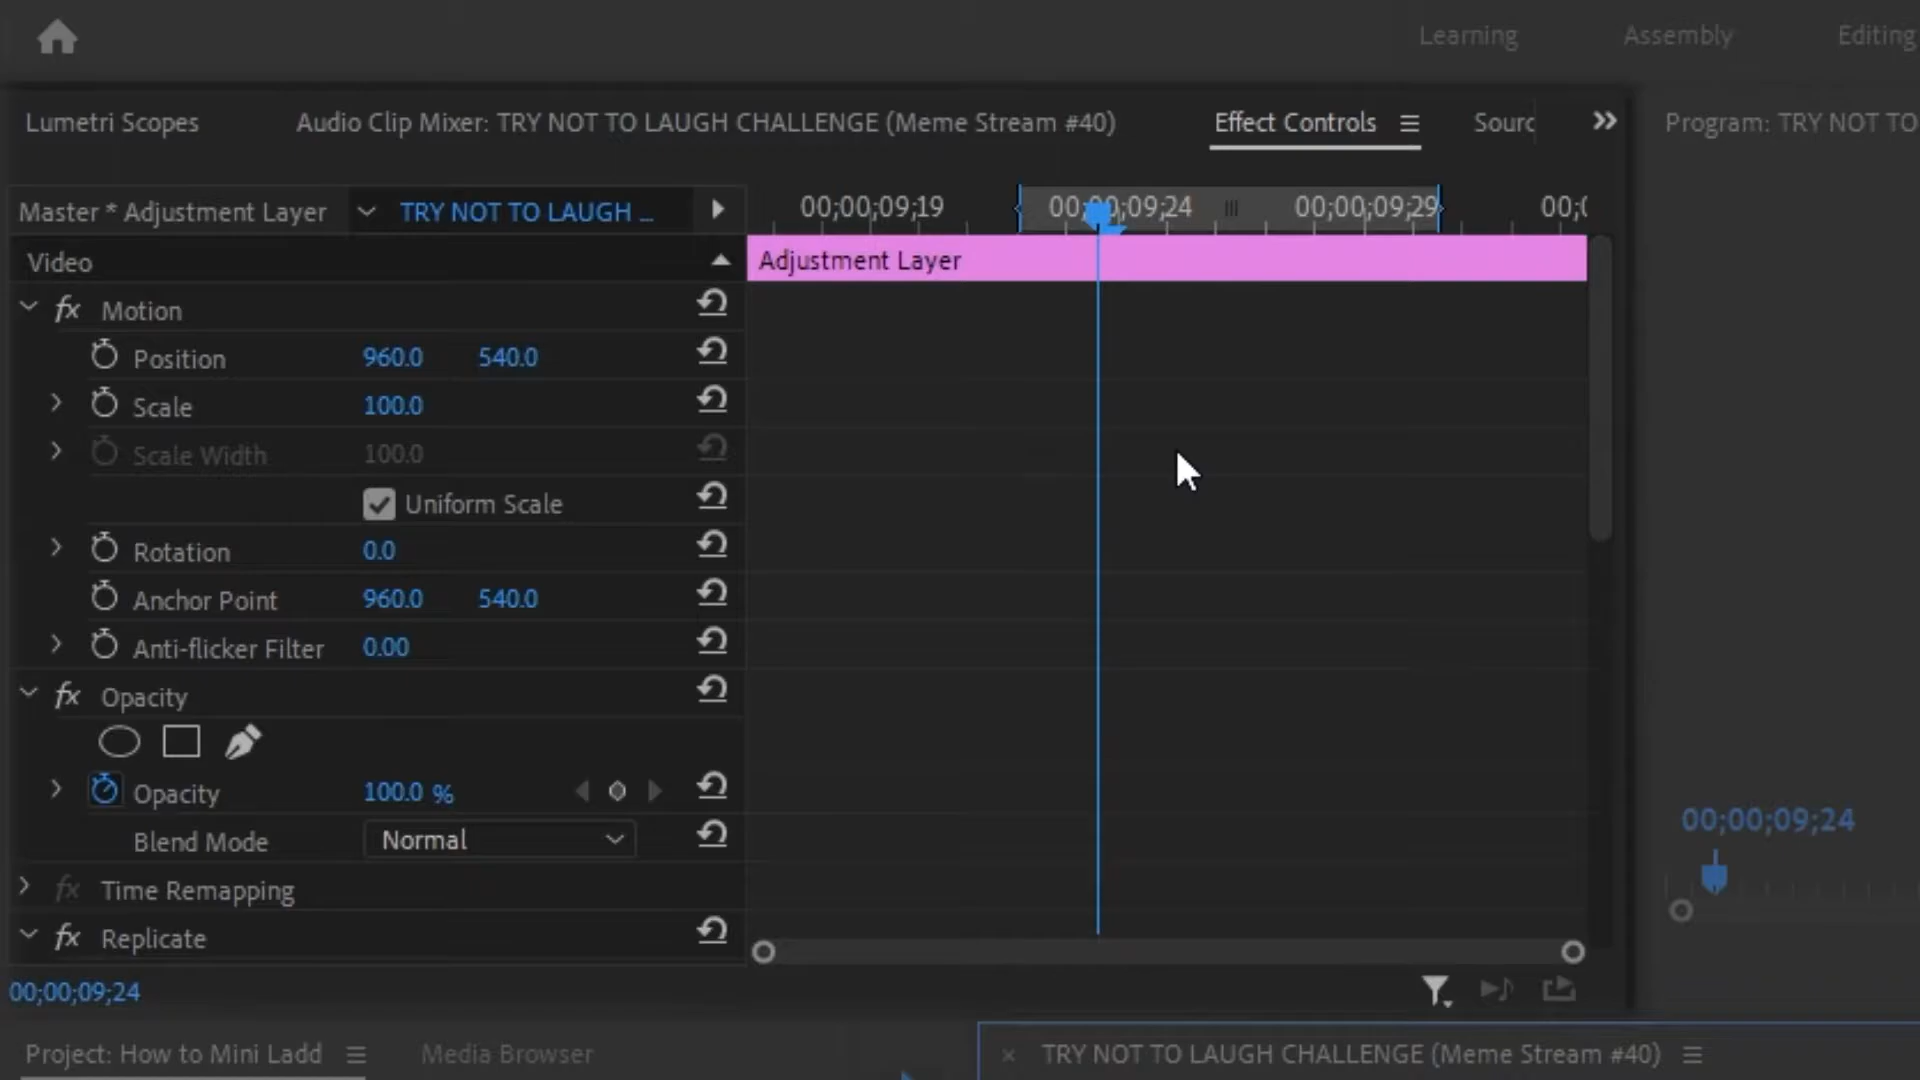 Learning Assembly Editing
Lumetri Scopes Audio Clip Mixer: TRY NOT TO LAUGH CHALLENGE (Meme Stream #40) Effect Controls Sourc Program: TRY NOT TO
Master * Adjustment Layer TRY NOT TO LAUGH ... 00;00;09;19 00;00;09;24 00;00;09;29 00;0
Video Adjustment Layer
fx Motion
Position 960.0 540.0
Scale 100.0
Scale Width 100.0
Uniform Scale
Rotation 0.0
Anchor Point 960.0 540.0
Anti-flicker Filter 0.00
fx Opacity
Opacity 100.0 %
00;00;09;24
Blend Mode Normal
fx Time Remapping
fx Replicate
00;00;09;24
Project: How to Mini Ladd Media Browser × TRY NOT TO LAUGH CHALLENGE (Meme Stream #40)